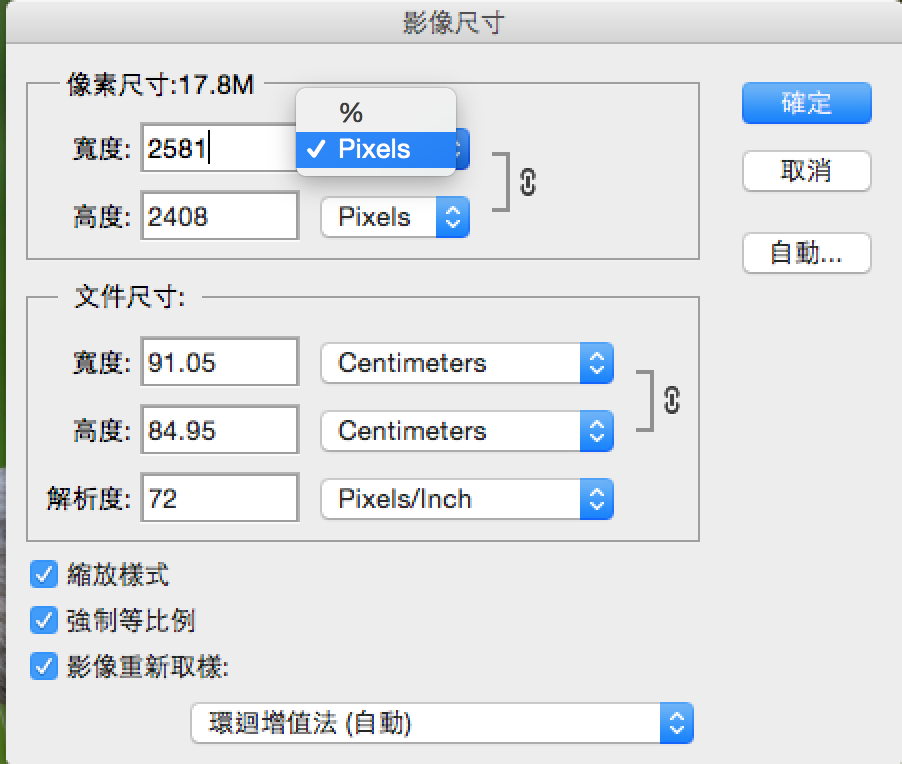 影像尺寸
像素尺寸:17.8M
%
寬度: 2581 Pixels
高度: 2408 Pixels
確定
取消
自動...
文件尺寸:
寬度: 91.05 Centimeters
高度: 84.95 Centimeters
解析度: 72 Pixels/Inch
縮放樣式
強制等比例
影像重新取樣:
環迴增值法 (自動)